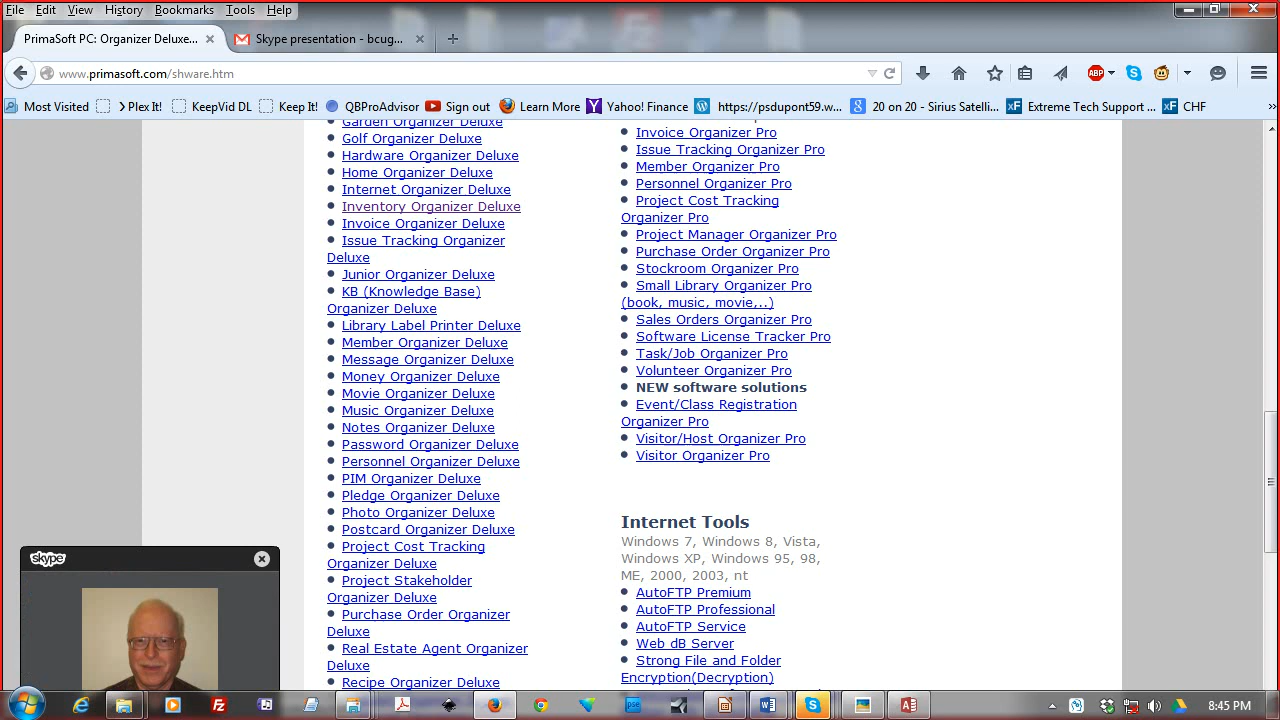 File Edit View History Bookmarks Tools Help
PrimaSoft PC: Organizer Deluxe...
Skype presentation - bcug...
www.primasoft.com/shware.htm
ABP
Most Visited
Plex It!
KeepVid DL
Keep It!
QBProAdvisor
Sign out
Learn More
Yahoo! Finance
https://psdupont59.w...
20 on 20 - Sirius Satelli...
Extreme Tech Support ...
CHF
Garden Organizer Deluxe
Golf Organizer Deluxe
Hardware Organizer Deluxe
Home Organizer Deluxe
Internet Organizer Deluxe
Inventory Organizer Deluxe
Invoice Organizer Deluxe
Issue Tracking Organizer
Deluxe
Junior Organizer Deluxe
KB (Knowledge Base)
Organizer Deluxe
Library Label Printer Deluxe
Member Organizer Deluxe
Message Organizer Deluxe
Money Organizer Deluxe
Movie Organizer Deluxe
Music Organizer Deluxe
Notes Organizer Deluxe
Password Organizer Deluxe
Personnel Organizer Deluxe
PIM Organizer Deluxe
Pledge Organizer Deluxe
Photo Organizer Deluxe
Postcard Organizer Deluxe
Project Cost Tracking
Organizer Deluxe
Project Stakeholder
Organizer Deluxe
Purchase Order Organizer
Deluxe
Real Estate Agent Organizer
Deluxe
Recipe Organizer Deluxe
Invoice Organizer Pro
Issue Tracking Organizer Pro
Member Organizer Pro
Personnel Organizer Pro
Project Cost Tracking
Organizer Pro
Project Manager Organizer Pro
Purchase Order Organizer Pro
Stockroom Organizer Pro
Small Library Organizer Pro
(book, music, movie,..)
Sales Orders Organizer Pro
Software License Tracker Pro
Task/Job Organizer Pro
Volunteer Organizer Pro
NEW software solutions
Event/Class Registration
Organizer Pro
Visitor/Host Organizer Pro
Visitor Organizer Pro
Internet Tools
Windows 7, Windows 8, Vista,
Windows XP, Windows 95, 98,
ME, 2000, 2003, nt
AutoFTP Premium
AutoFTP Professional
AutoFTP Service
Web dB Server
Strong File and Folder
Encryption(Decryption)
skype
8:45 PM